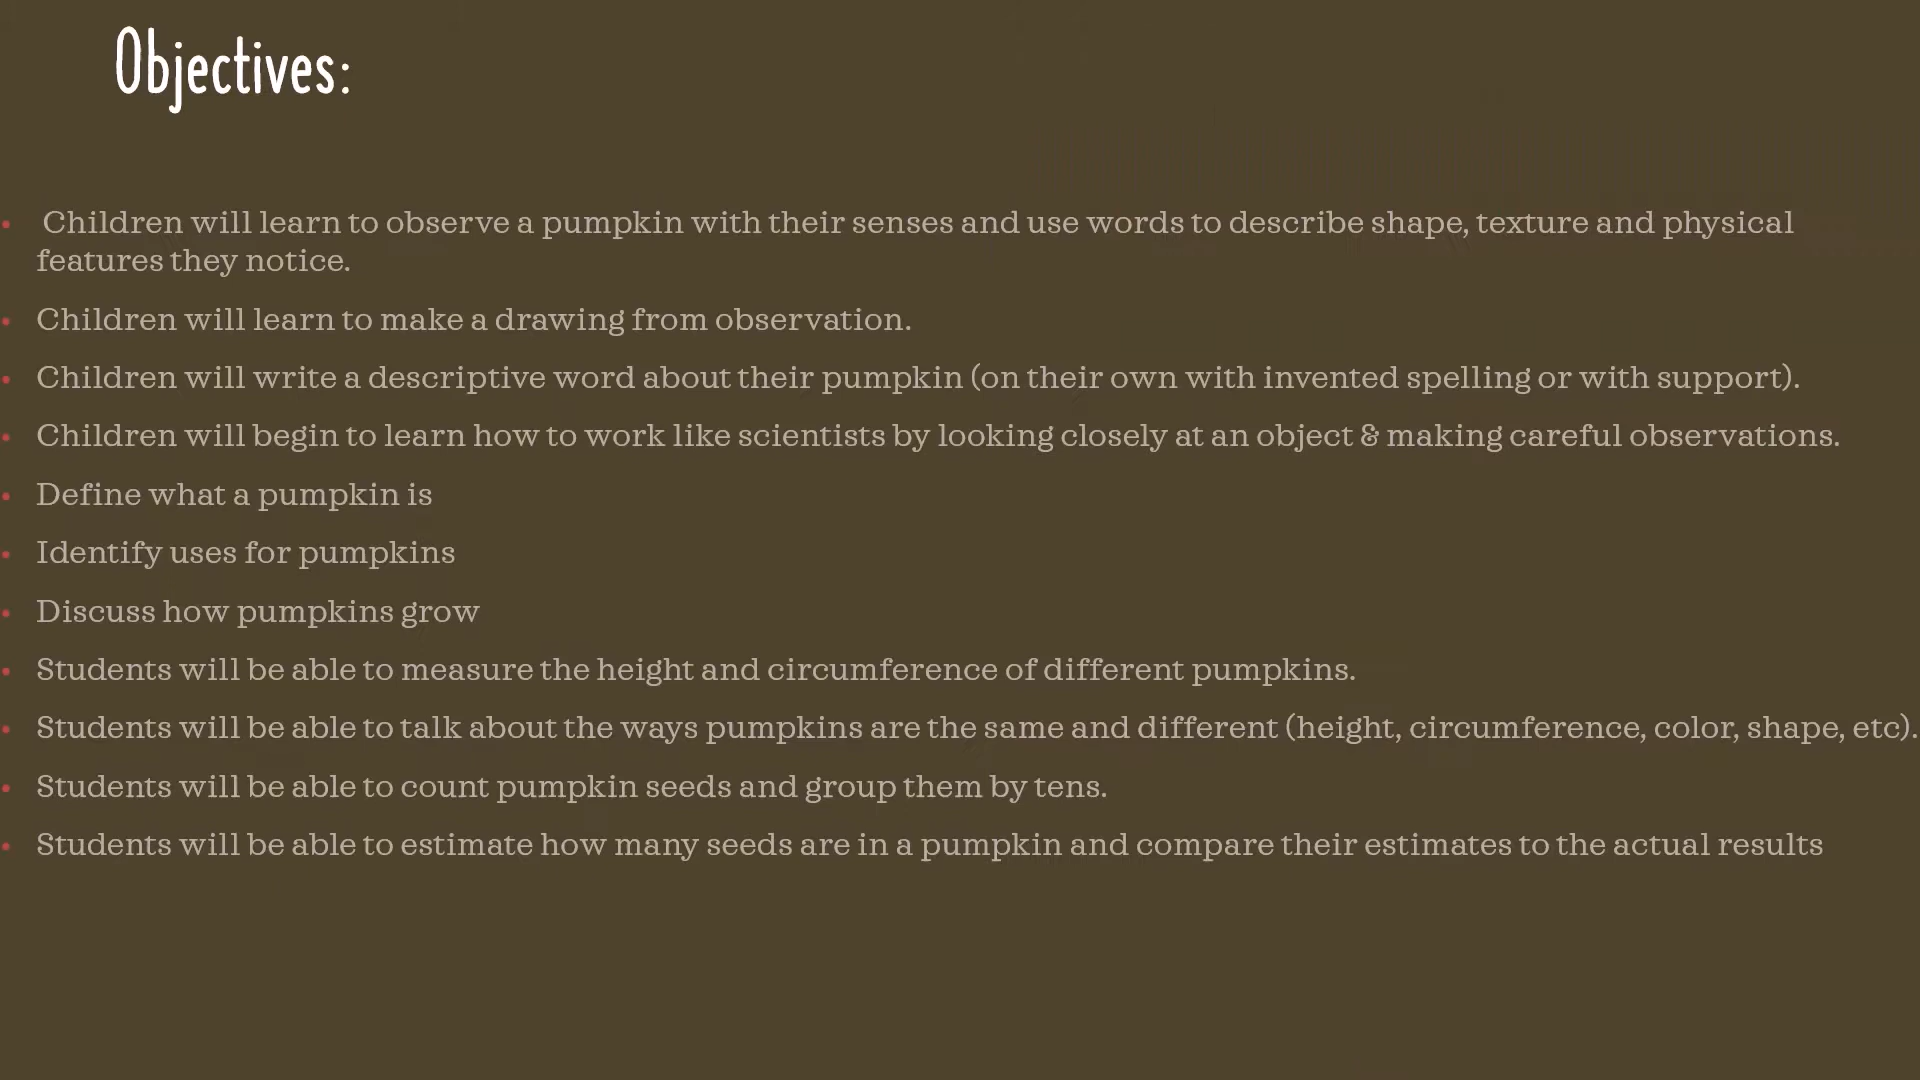 Objectives:
• Children will learn to observe a pumpkin with their senses and use words to describe shape, texture and physical
features they notice.
• Children will learn to make a drawing from observation.
• Children will write a descriptive word about their pumpkin (on their own with invented spelling or with support).
• Children will begin to learn how to work like scientists by looking closely at an object & making careful observations.
• Define what a pumpkin is
• Identify uses for pumpkins
• Discuss how pumpkins grow
• Students will be able to measure the height and circumference of different pumpkins.
• Students will be able to talk about the ways pumpkins are the same and different (height, circumference, color, shape, etc).
• Students will be able to count pumpkin seeds and group them by tens.
• Students will be able to estimate how many seeds are in a pumpkin and compare their estimates to the actual results